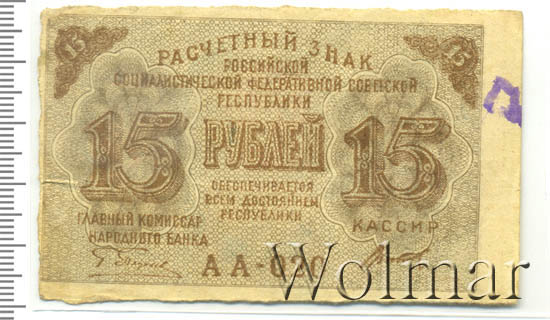 15 15
РАСЧЕТНЫЙ ЗНАК
РОССИЙСКОЙ
СОЦИАЛИСТИЧЕСКОЙ ФЕДЕРАТИВНОЙ СОВЕТСКОЙ
РЕСПУБЛИКИ
15 РУБЛЕЙ 15
ОБЕСПЕЧИВАЕТСЯ
ВСЕМ ДОСТОЯНИЕМ
РЕСПУБЛИКИ
ГЛАВНЫЙ КОМИССАР
НАРОДНОГО БАНКА
КАССИР
АА-020
Wolmar